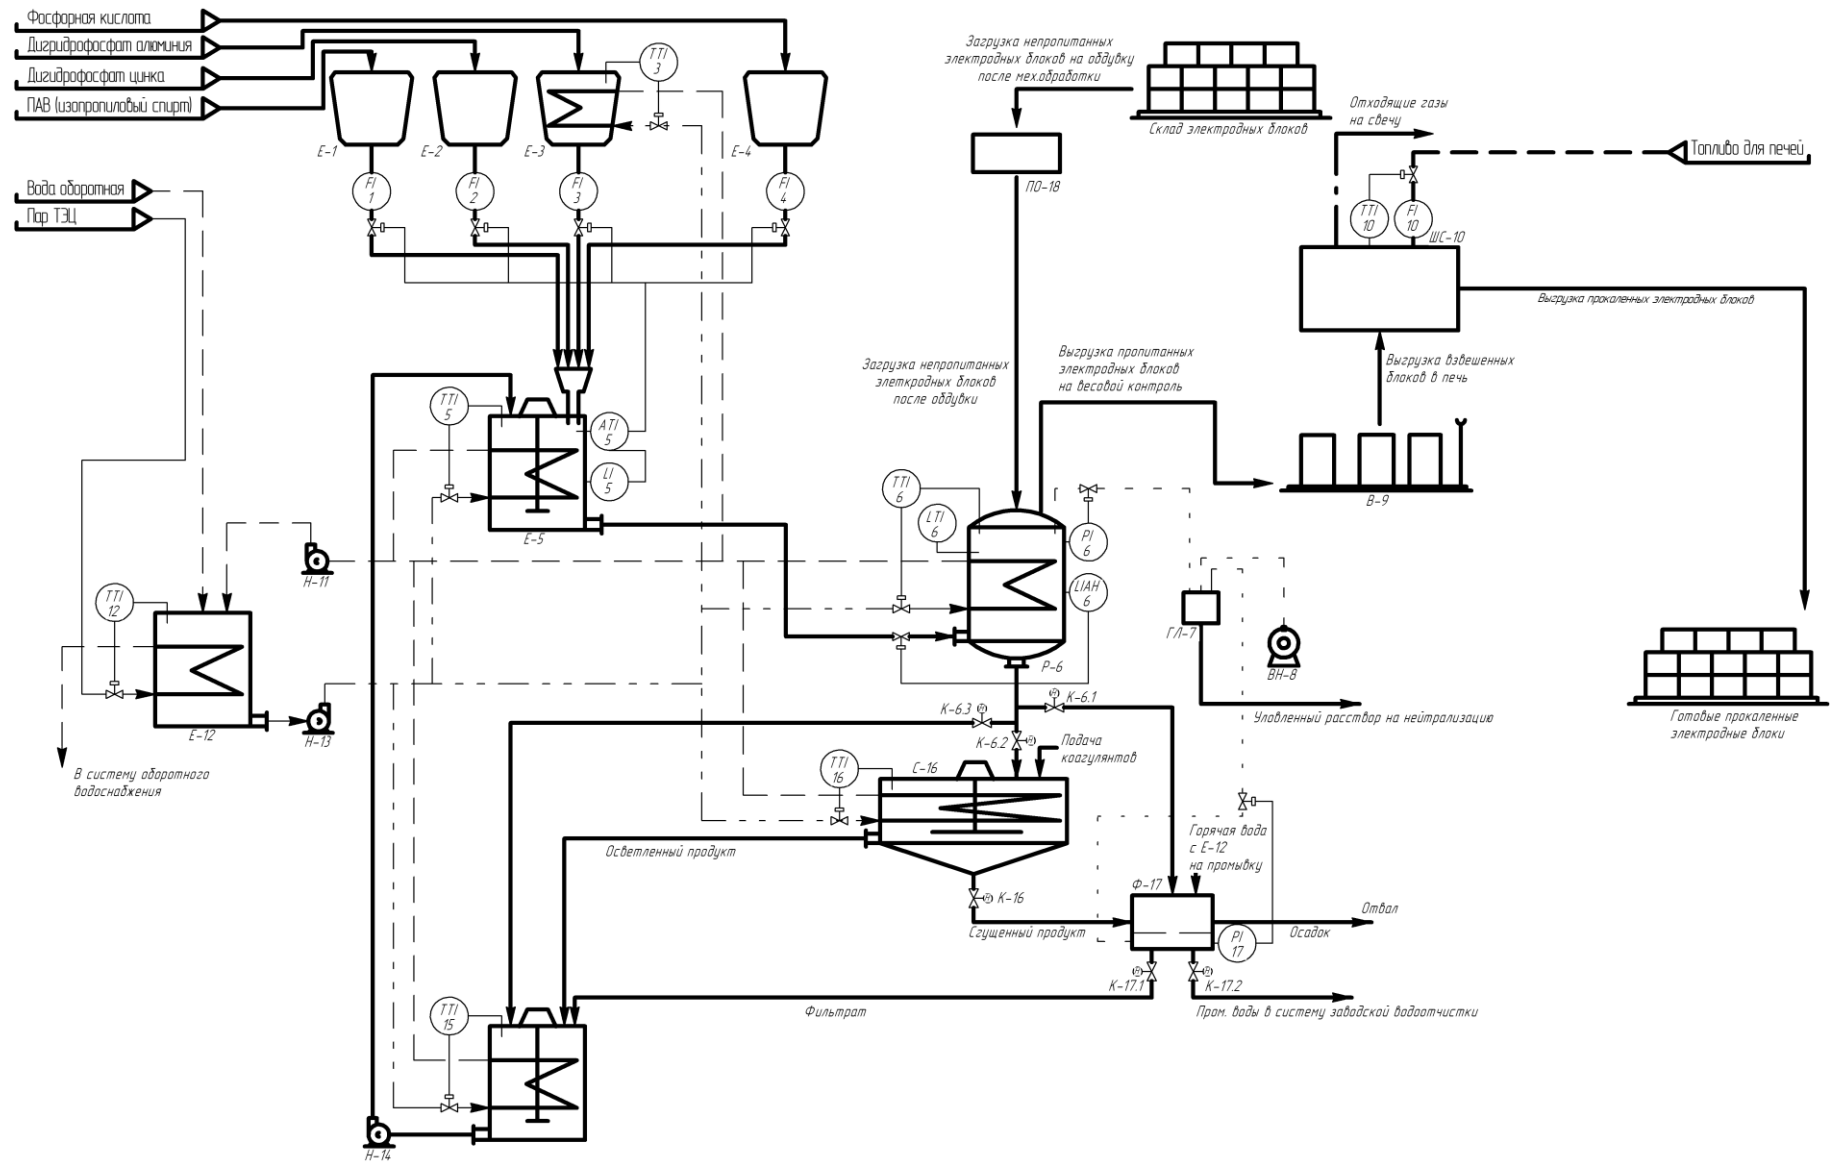 Фосфорная кислота
Дигридрофосфат алюминия
Дигидрофосфат цинка
ПАВ (изопропиловый спирт)
Вода оборотная
Пар ТЭЦ
Е-1
Е-2
Е-3
Е-4
TTI
3
FI
1
FI
2
FI
3
FI
4
Загрузка непропитанных
электродных блоков на обдувку
после мех.обработки
Склад электродных блоков
ПО-18
Отходящие газы
на свечу
Топливо для печей
TTI
10
FI
10
ШС-10
Выгрузка прокаленных электродных блоков
Выгрузка взвешенных
блоков в печь
В-9
Загрузка непропитанных
элеткродных блоков
после обдувки
Выгрузка пропитанных
электродных блоков
на весовой контроль
TTI
5
ATI
5
LI
5
Е-5
TTI
6
LTI
6
PI
6
LIAH
6
Р-6
ГЛ-7
ВН-8
Уловленный расствор на нейтрализацию
Готовые прокаленные
электродные блоки
Н-11
TTI
12
Е-12
Н-13
В систему оборотного
водоснабжения
К-6.3
К-6.1
К-6.2
Подача
коагулянтов
TTI
16
С-16
Осветленный продукт
К-16
Сгущенный продукт
Горячая вода
с Е-12
на промывку
Ф-17
Отвал
Осадок
PI
17
К-17.1
К-17.2
Фильтрат
Пром. воды в систему заводской водоотчистки
TTI
15
Н-14